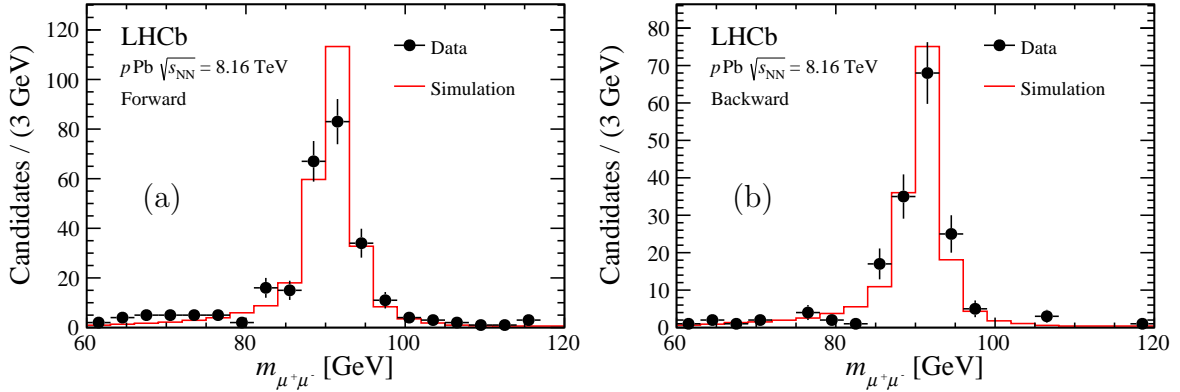 Candidates / (3 GeV)
120
100
80
60
40
20
0
LHCb
pPb √sNN = 8.16 TeV
Forward
Data
Simulation
(a)
60 80 100 120
mμ+μ- [GeV]
Candidates / (3 GeV)
80
70
60
50
40
30
20
10
0
LHCb
pPb √sNN = 8.16 TeV
Backward
Data
Simulation
(b)
60 80 100 120
mμ+μ- [GeV]